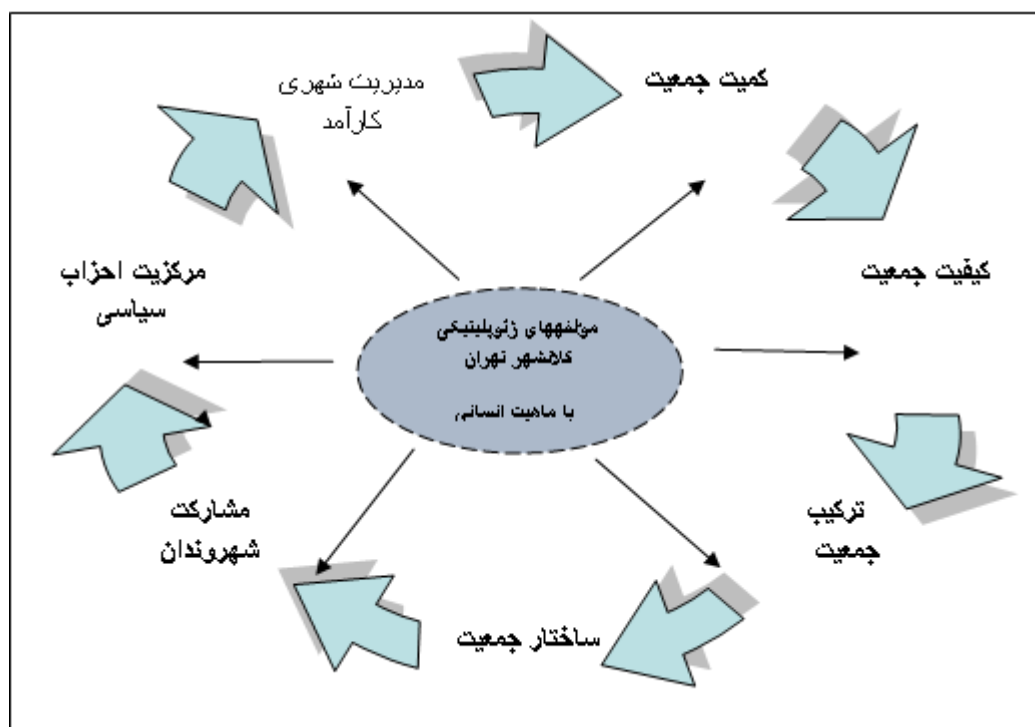 مدیریت شهری
کارآمد
کمیت جمعیت
کیفیت جمعیت
ترکیب
جمعیت
ساختار جمعیت
مشارکت
شهروندان
مرکزیت احزاب
سیاسی
مؤلفههای ژئوپلیتیکی
کلانشهر تهران
با ماهیت انسانی